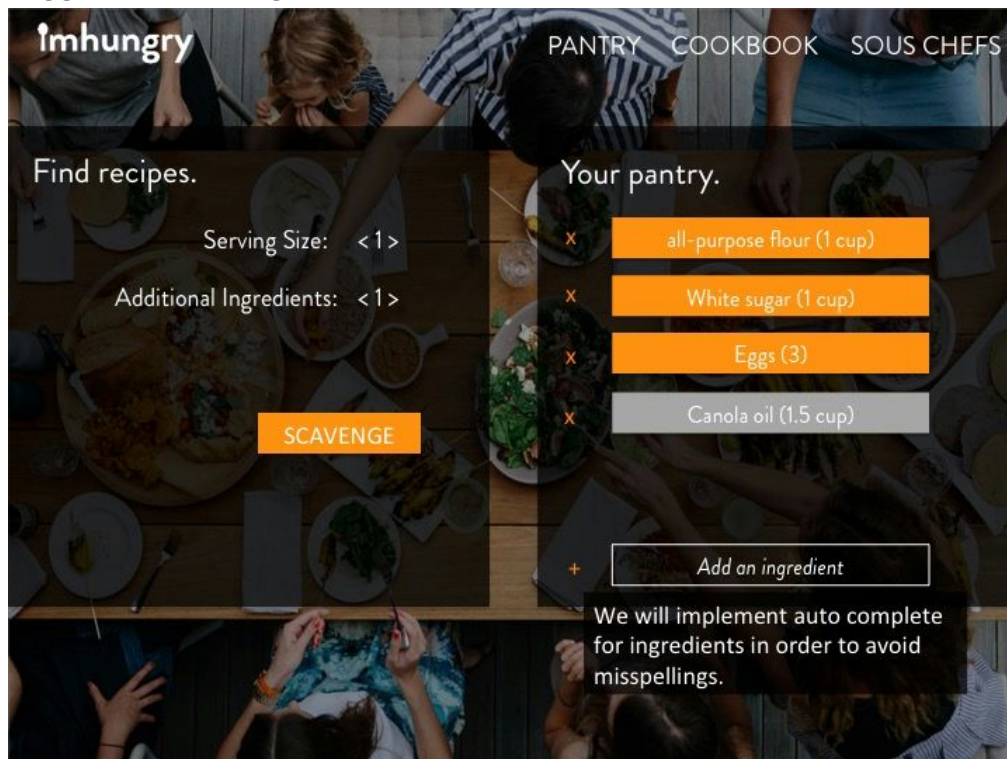 imhungry
PANTRY COOKBOOK SOUS CHEFS
Find recipes.
Serving Size: <1>
Additional Ingredients: <1>
SCAVENGE
Your pantry.
x all-purpose flour (1 cup)
x White sugar (1 cup)
x Eggs (3)
x Canola oil (1.5 cup)
+ Add an ingredient
We will implement auto complete
for ingredients in order to avoid
misspellings.